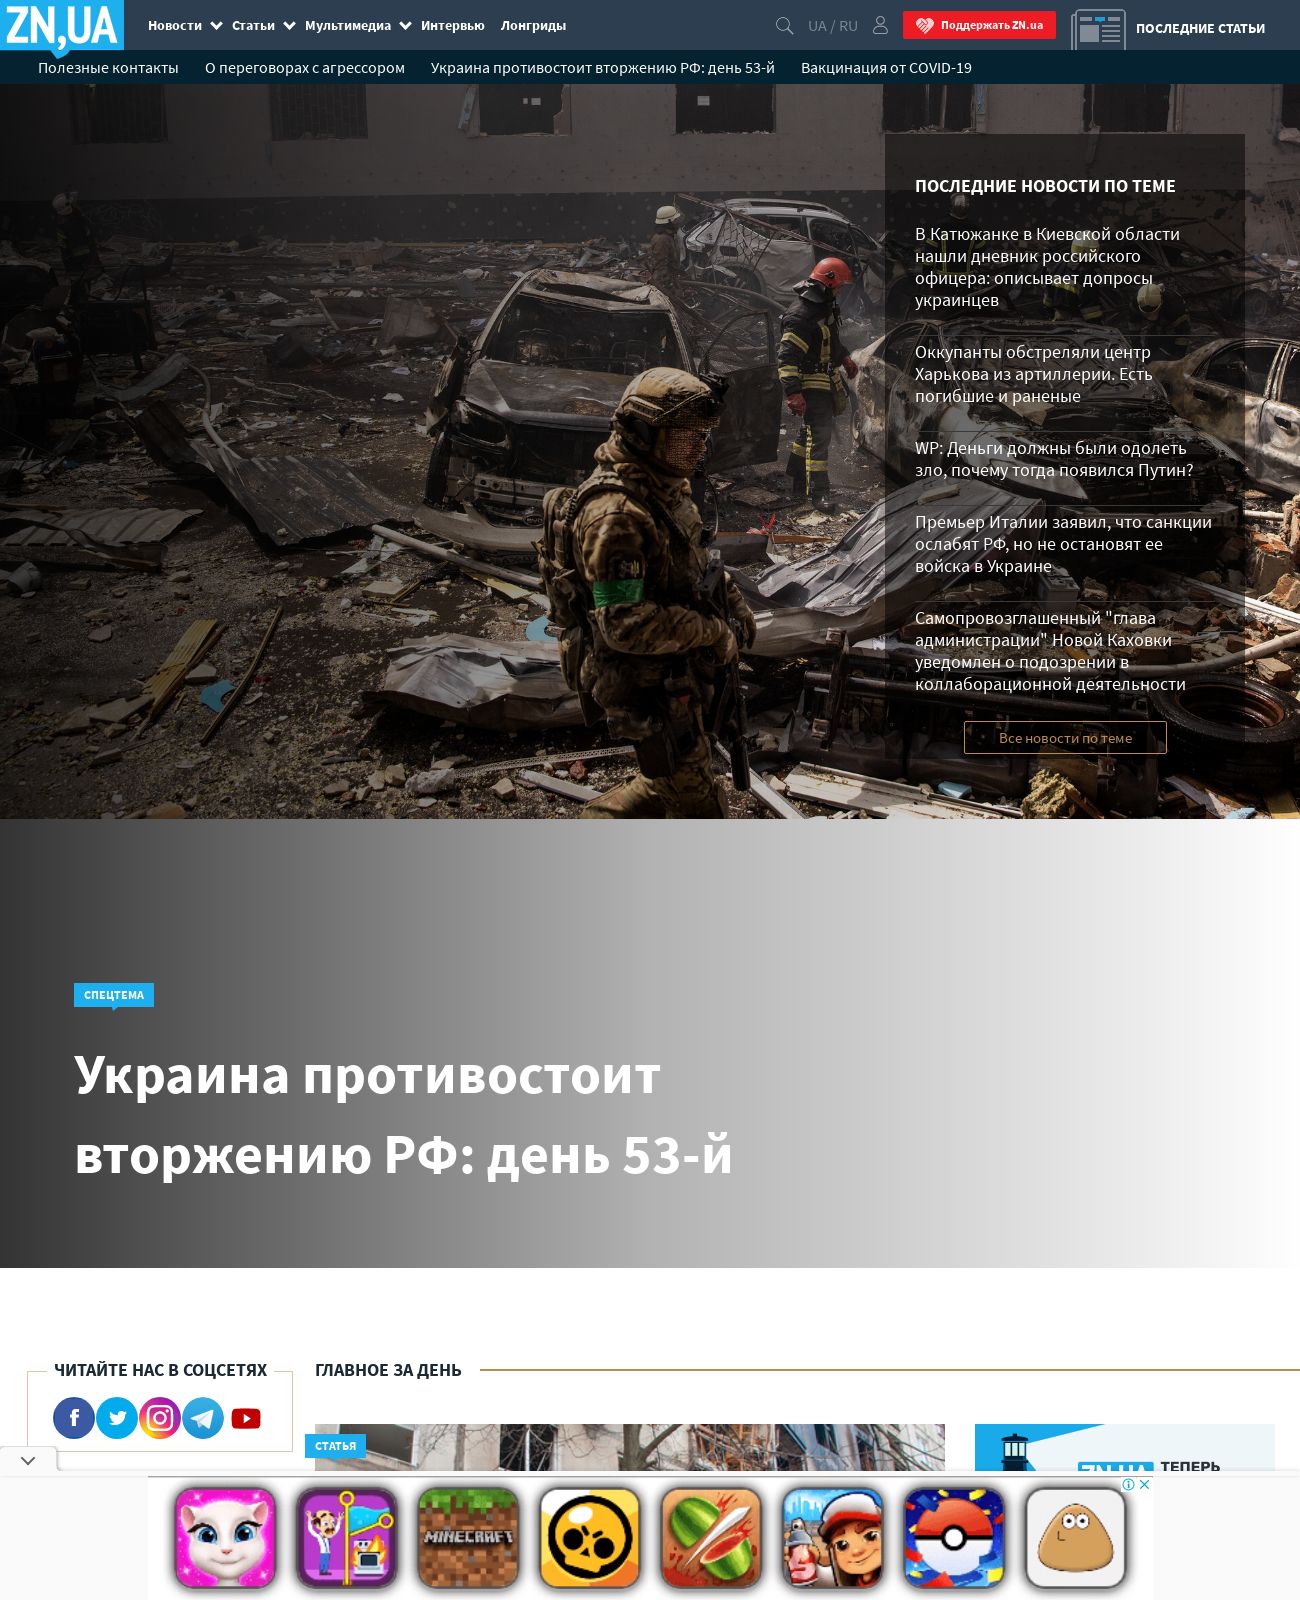 ZN,UA
Новости
Статьи
Мультимедиа
Интервью
Лонгриды
UA / RU
Поддержать ZN.ua
ПОСЛЕДНИЕ СТАТЬИ
Полезные контакты
О переговорах с агрессором
Украина противостоит вторжению РФ: день 53-й
Вакцинация от COVID-19
ПОСЛЕДНИЕ НОВОСТИ ПО ТЕМЕ
В Катюжанке в Киевской области
нашли дневник российского
офицера: описывает допросы
украинцев
Оккупанты обстреляли центр
Харькова из артиллерии. Есть
погибшие и раненые
WP: Деньги должны были одолеть
зло, почему тогда появился Путин?
Премьер Италии заявил, что санкции
ослабят РФ, но не остановят ее
войска в Украине
Самопровозглашенный "глава
администрации" Новой Каховки
уведомлен о подозрении в
коллаборационной деятельности
Все новости по теме
СПЕЦТЕМА
Украина противостоит
вторжению РФ: день 53-й
ЧИТАЙТЕ НАС В СОЦСЕТЯХ
ГЛАВНОЕ ЗА ДЕНЬ
СТАТЬЯ
ZN,UA ТЕПЕРЬ
MINECRAFT